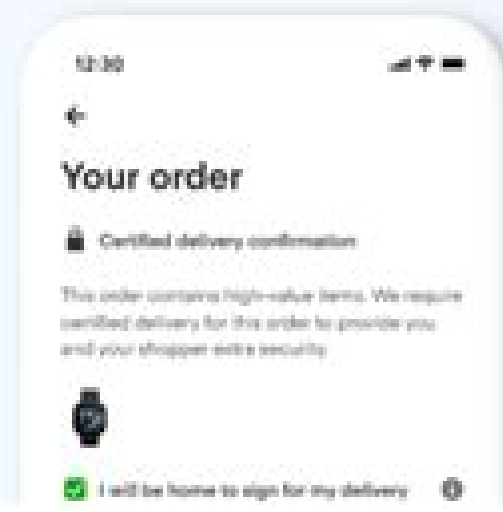 12:30
Your order
Certified delivery confirmation
This order contains high-value items. We require
certified delivery for this order to provide you
and your shopper extra security.
I will be home to sign for my delivery